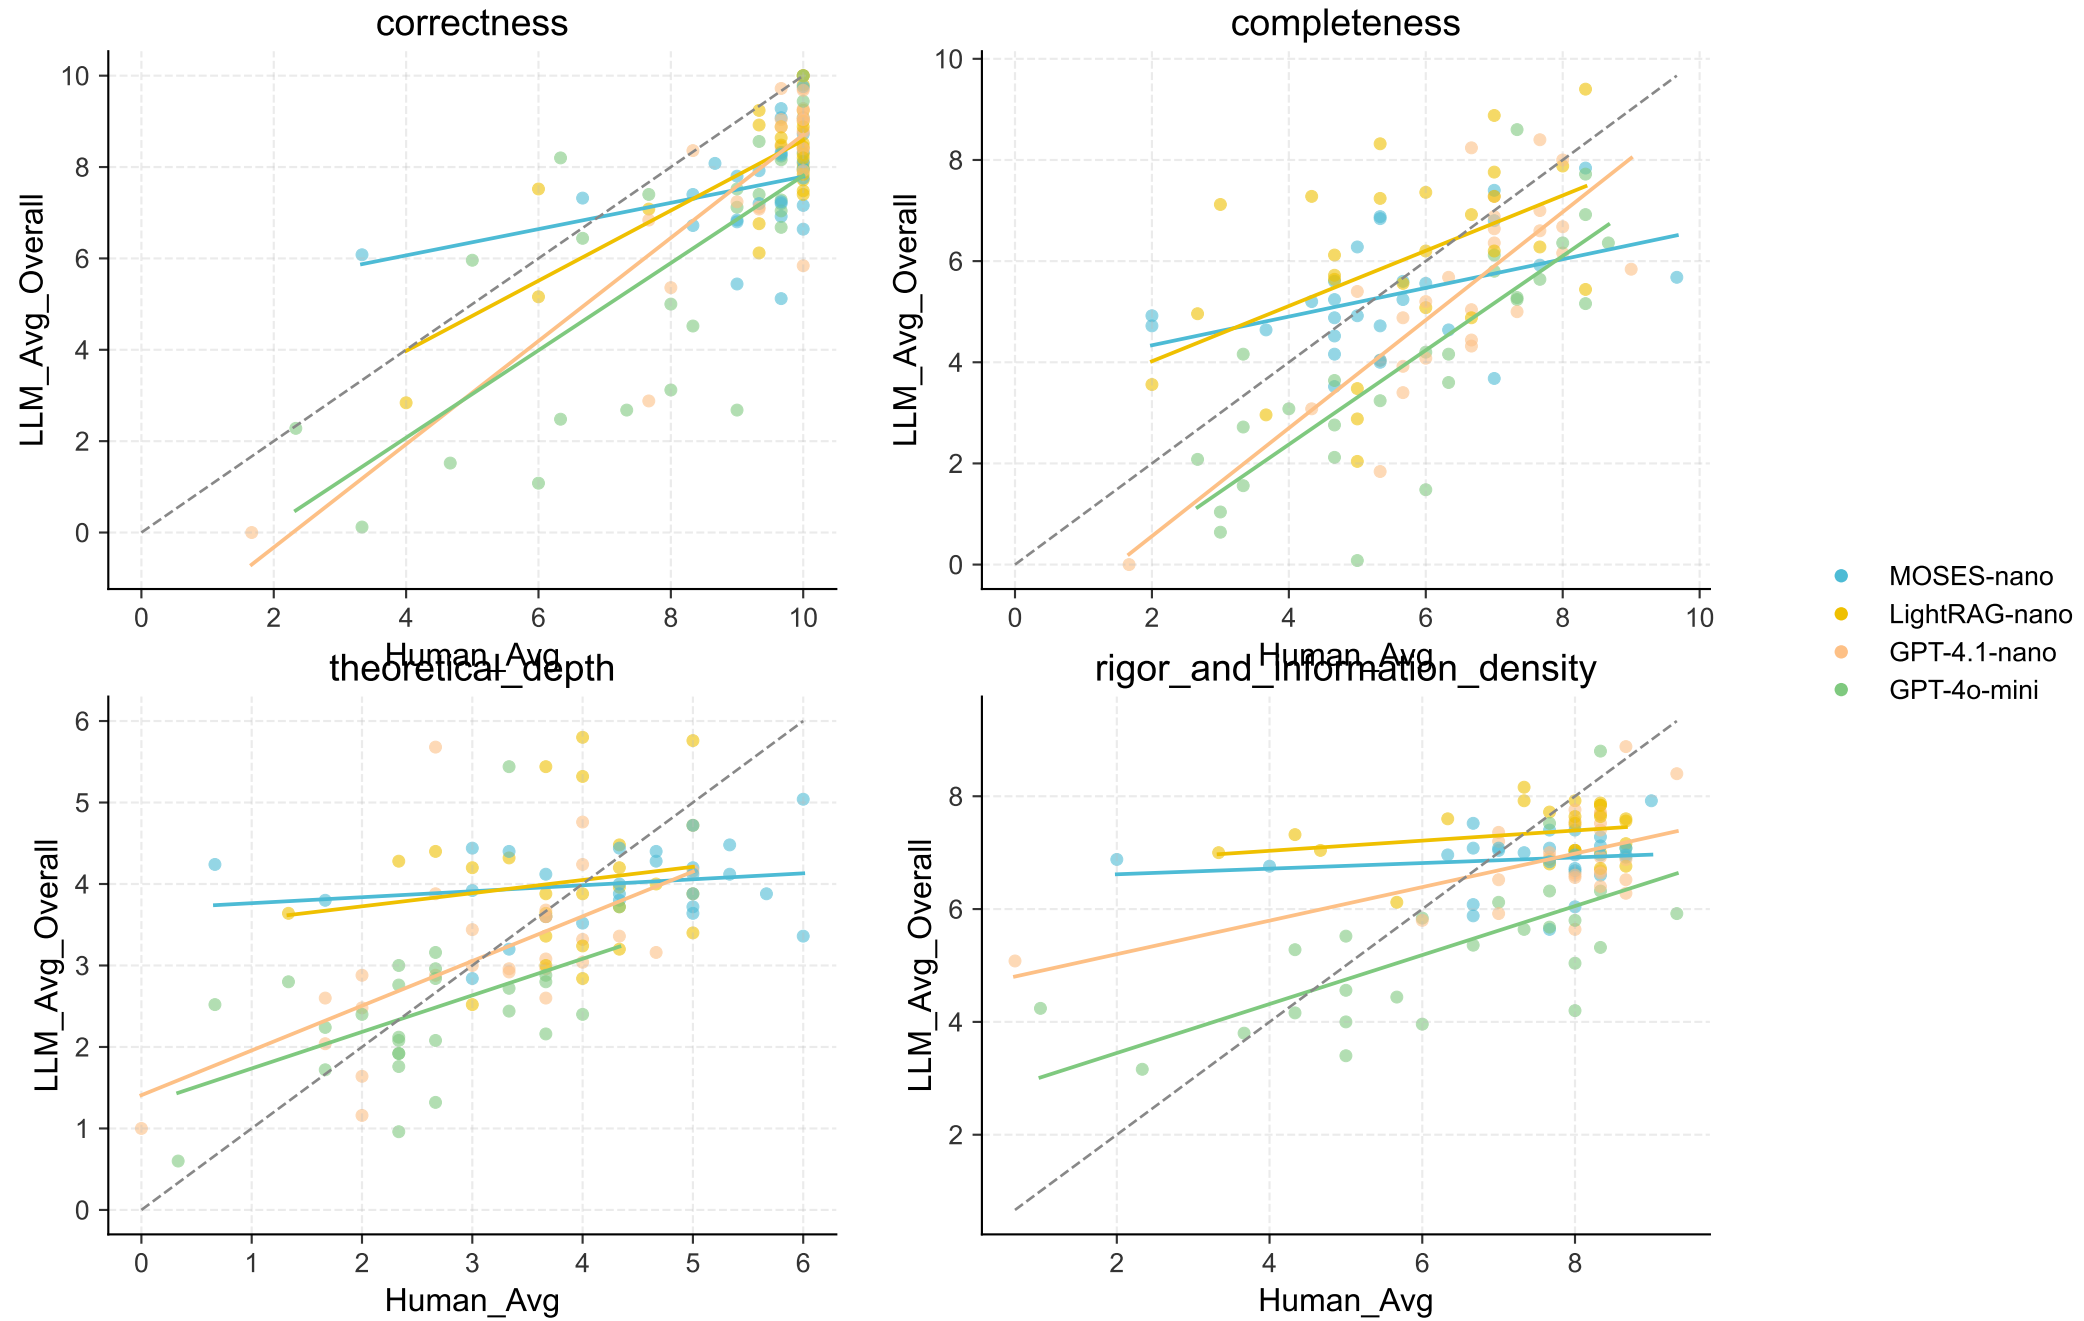 correctness
10
8
6
4
2
0
LLM_Avg_Overall
0 2 4 6 8 10
Human_Avg
completeness
10
8
6
4
2
0
LLM_Avg_Overall
0 2 4 6 8 10
Human_Avg
theoretical_depth
6
5
4
3
2
1
0
LLM_Avg_Overall
0 1 2 3 4 5 6
Human_Avg
rigor_and_information_density
8
6
4
2
LLM_Avg_Overall
2 4 6 8
Human_Avg
MOSES-nano
LightRAG-nano
GPT-4.1-nano
GPT-4o-mini